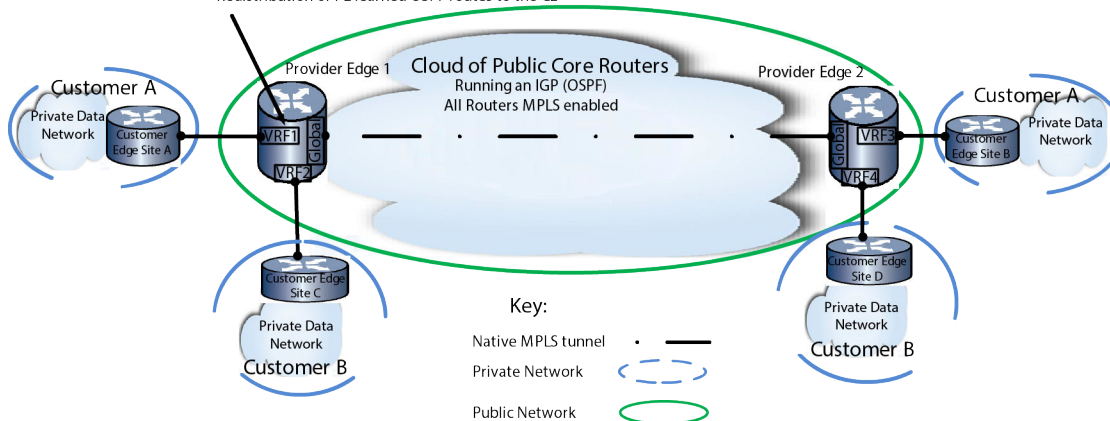 Provider Edge 1
Cloud of Public Core Routers
Running an IGP (OSPF)
All Routers MPLS enabled
Provider Edge 2
Customer A
Private Data
Network
Customer
Edge Site A
VRF1
Global
VRF2
Global
VRF3
VRF4
Customer A
Customer
Edge Site B
Private Data
Network
Customer Edge
Site C
Private Data
Network
Customer B
Customer Edge
Site D
Private Data
Network
Customer B
Key:
Native MPLS tunnel
Private Network
Public Network